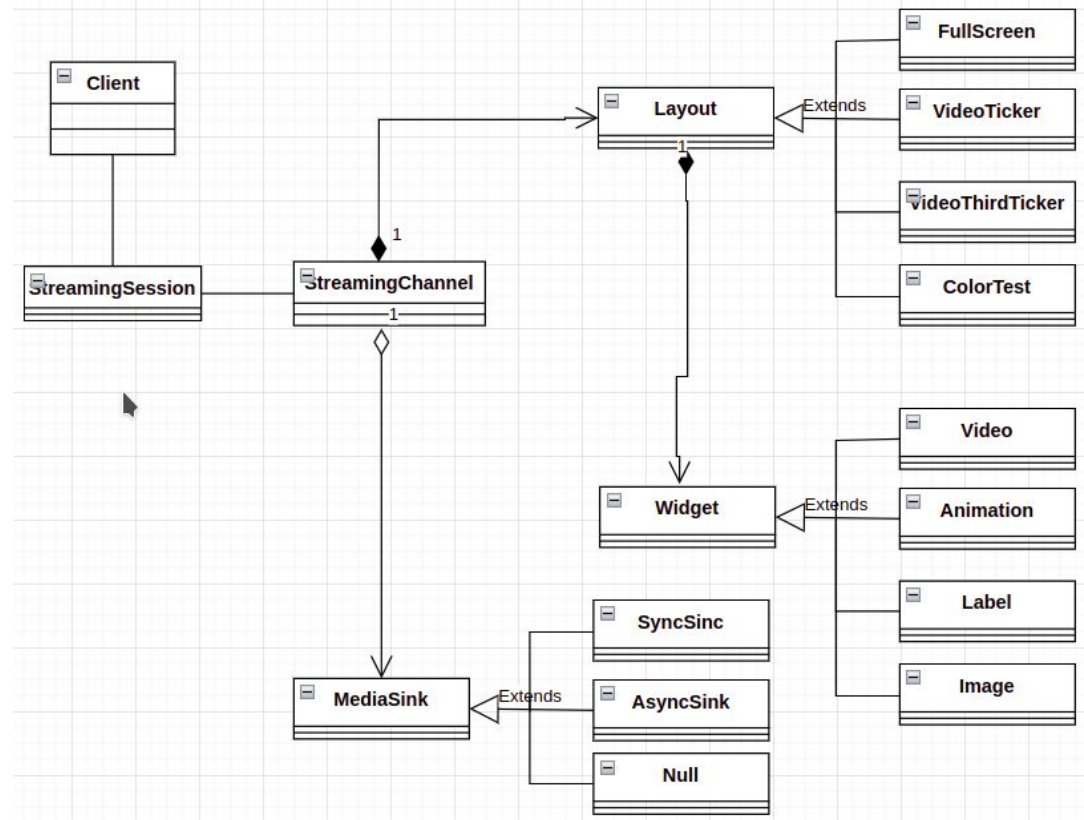 FullScreen
Client
Layout
Extends
VideoTicker
1
VideoThirdTicker
1
StreamingSession
StreamingChannel
ColorTest
1
Video
Widget
Extends
Animation
Label
SyncSinc
MediaSink
Extends
AsyncSink
Image
Null